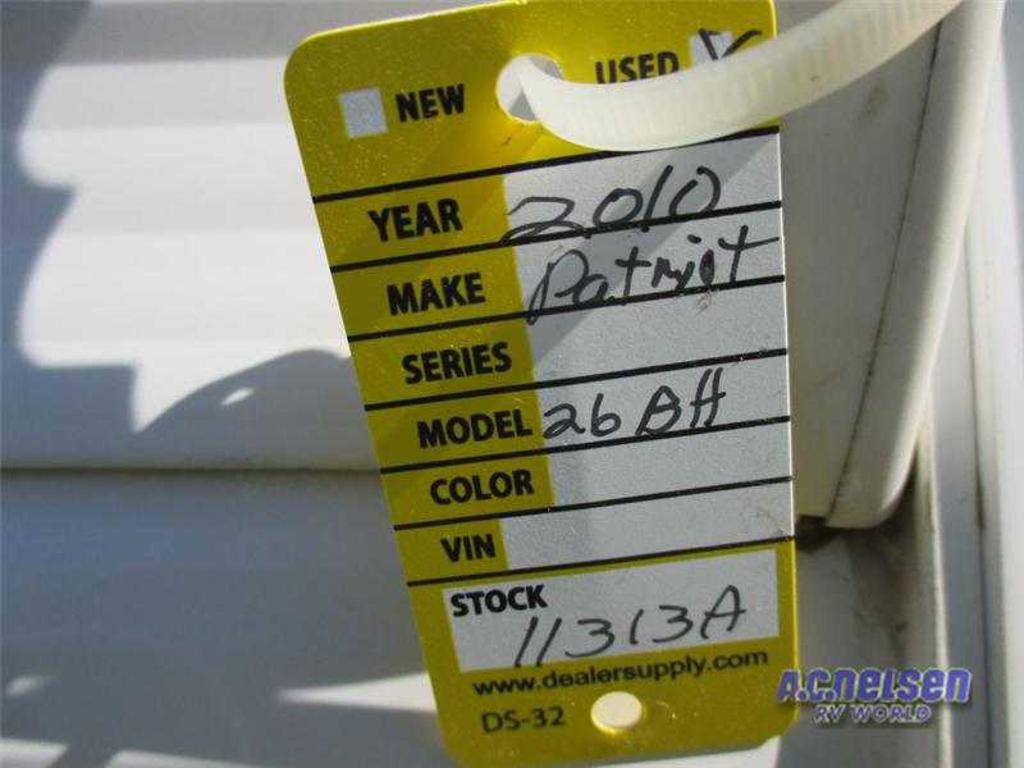 NEW USED
YEAR 2010
MAKE Patriot
SERIES
MODEL 26 BH
COLOR
VIN
STOCK
11313A
www.dealersupply.com
DS-32
A.C.NELSEN
RV WORLD